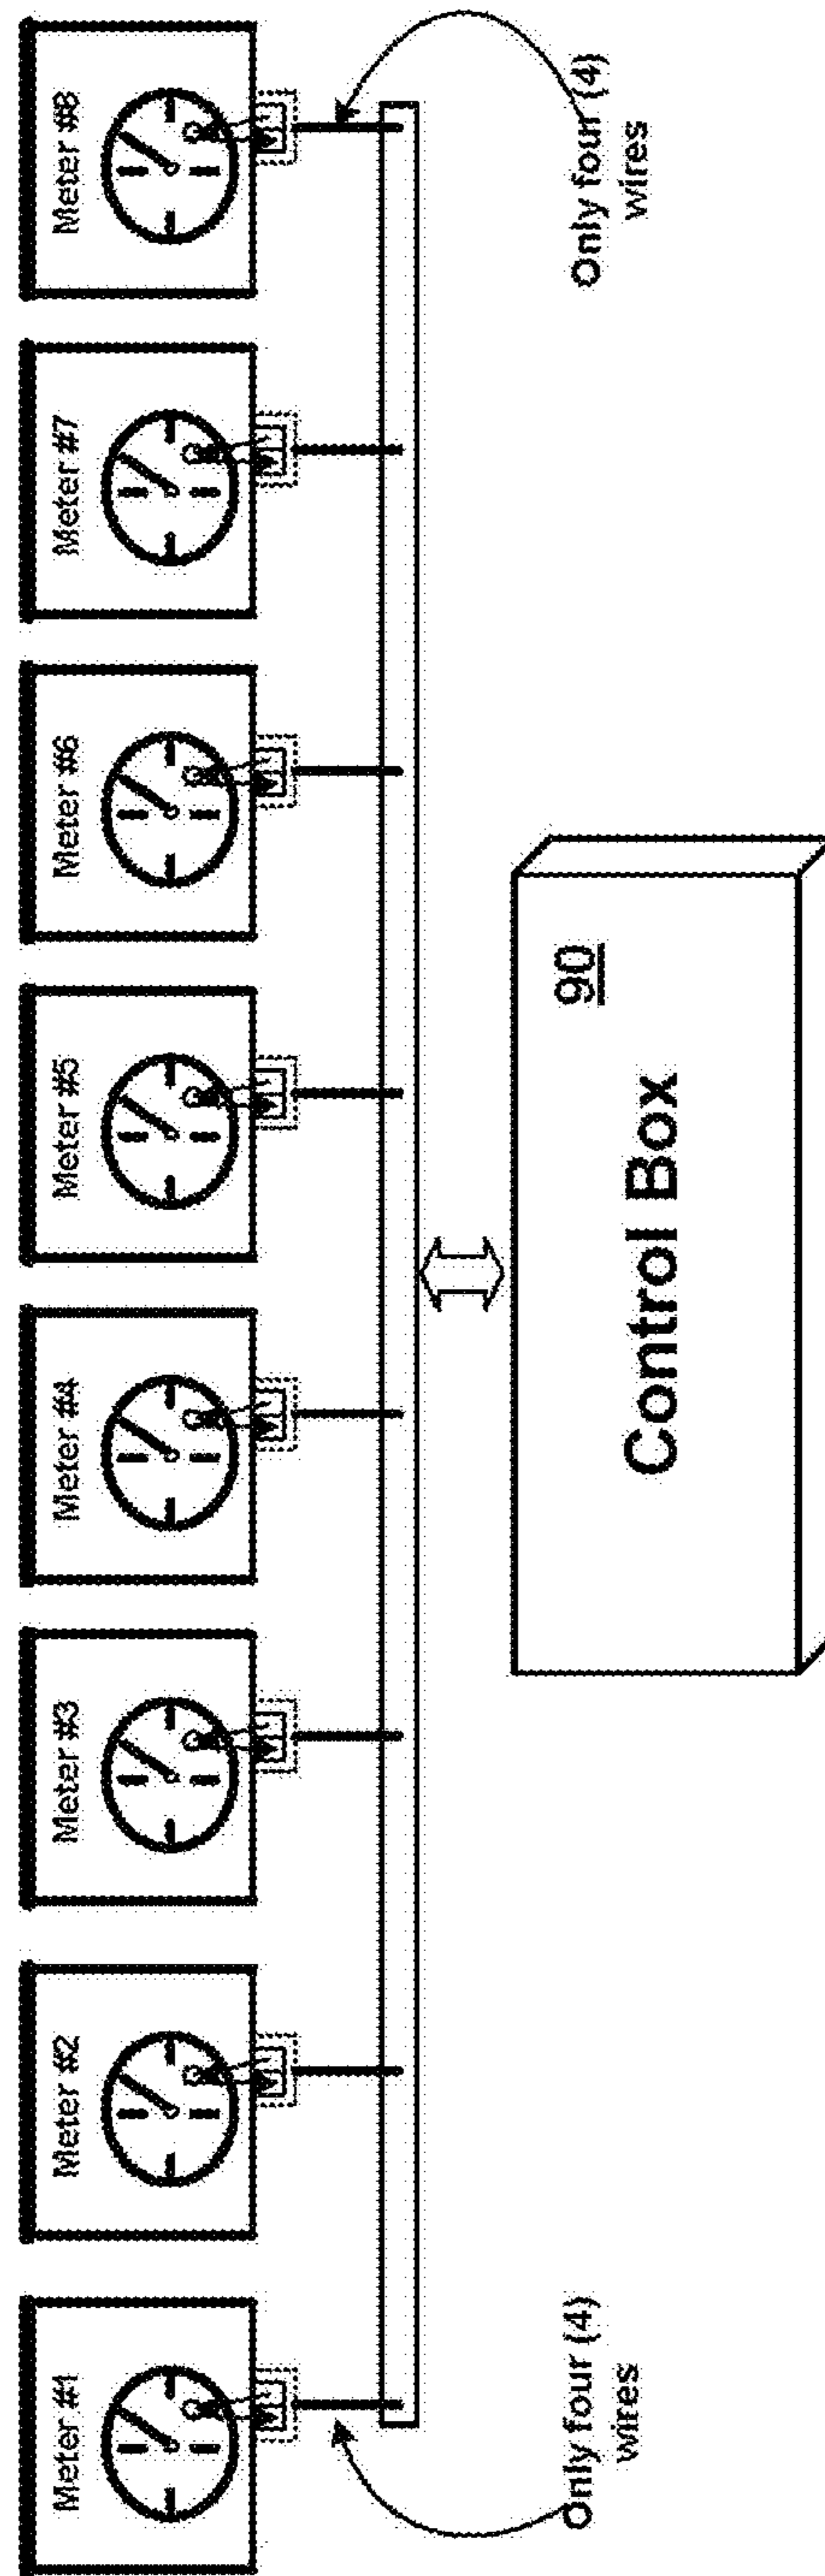 Meter #1
Meter #2
Meter #3
Meter #4
Meter #5
Meter #6
Meter #7
Meter #8
Only four (4)
wires
Only four (4)
wires
90
Control Box